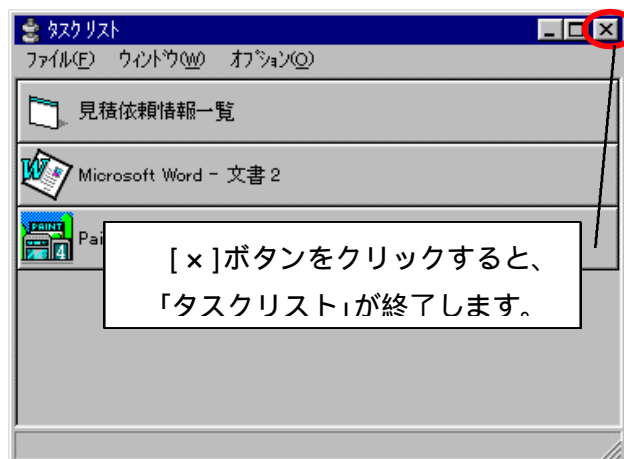 タスクリスト
ファイル(F) ウィンドウ(W) オプション(O)
見積依頼情報一覧
Microsoft Word - 文書 2
PAINT
4
Pai
[×]ボタンをクリックすると、
「タスクリスト」が終了します。